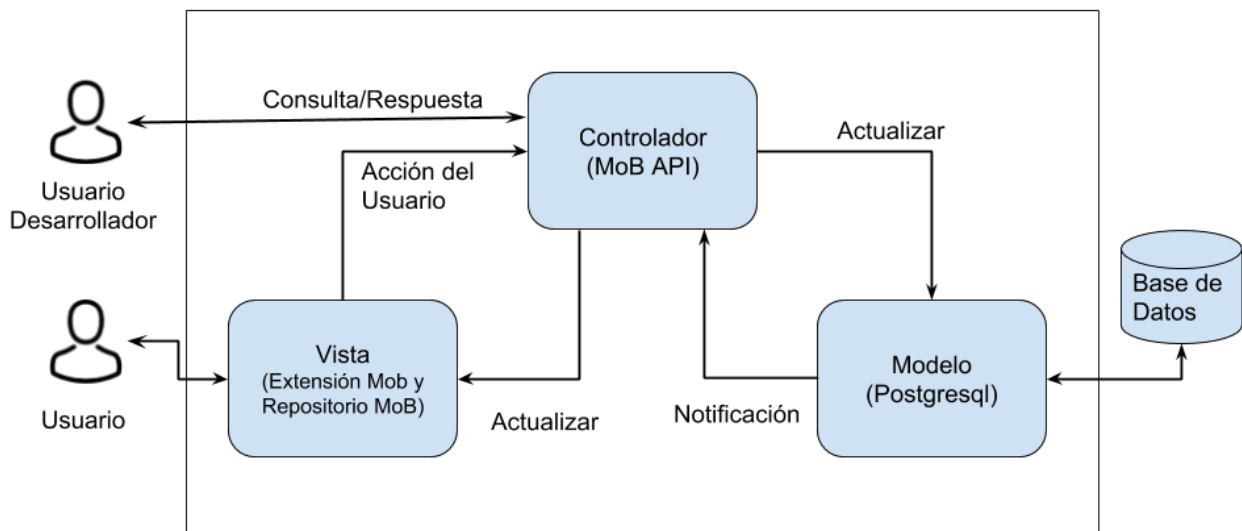 Consulta/Respuesta
Usuario
Desarrollador
Acción del
Usuario
Controlador
(MoB API)
Actualizar
Usuario
Vista
(Extensión Mob y
Repositorio MoB)
Actualizar
Notificación
Modelo
(Postgresql)
Base de
Datos